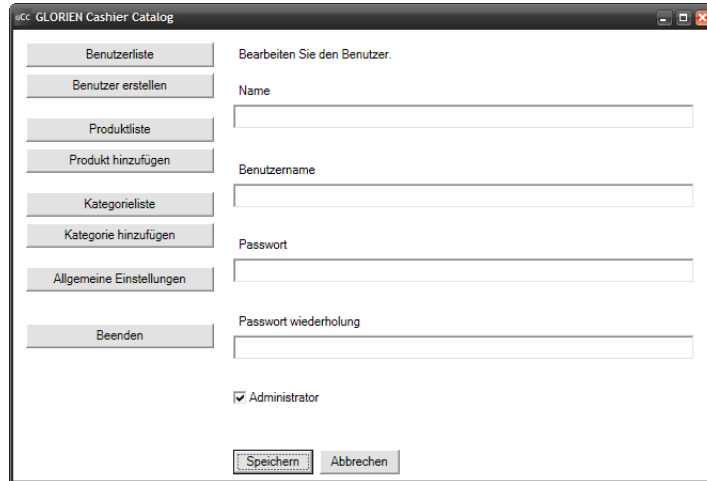 gCc GLORIEN Cashier Catalog
Benutzerliste
Benutzer erstellen
Produktliste
Produkt hinzufügen
Kategorieliste
Kategorie hinzufügen
Allgemeine Einstellungen
Beenden
Bearbeiten Sie den Benutzer.
Name
Benutzername
Passwort
Passwort wiederholung
Administrator
Speichern
Abbrechen